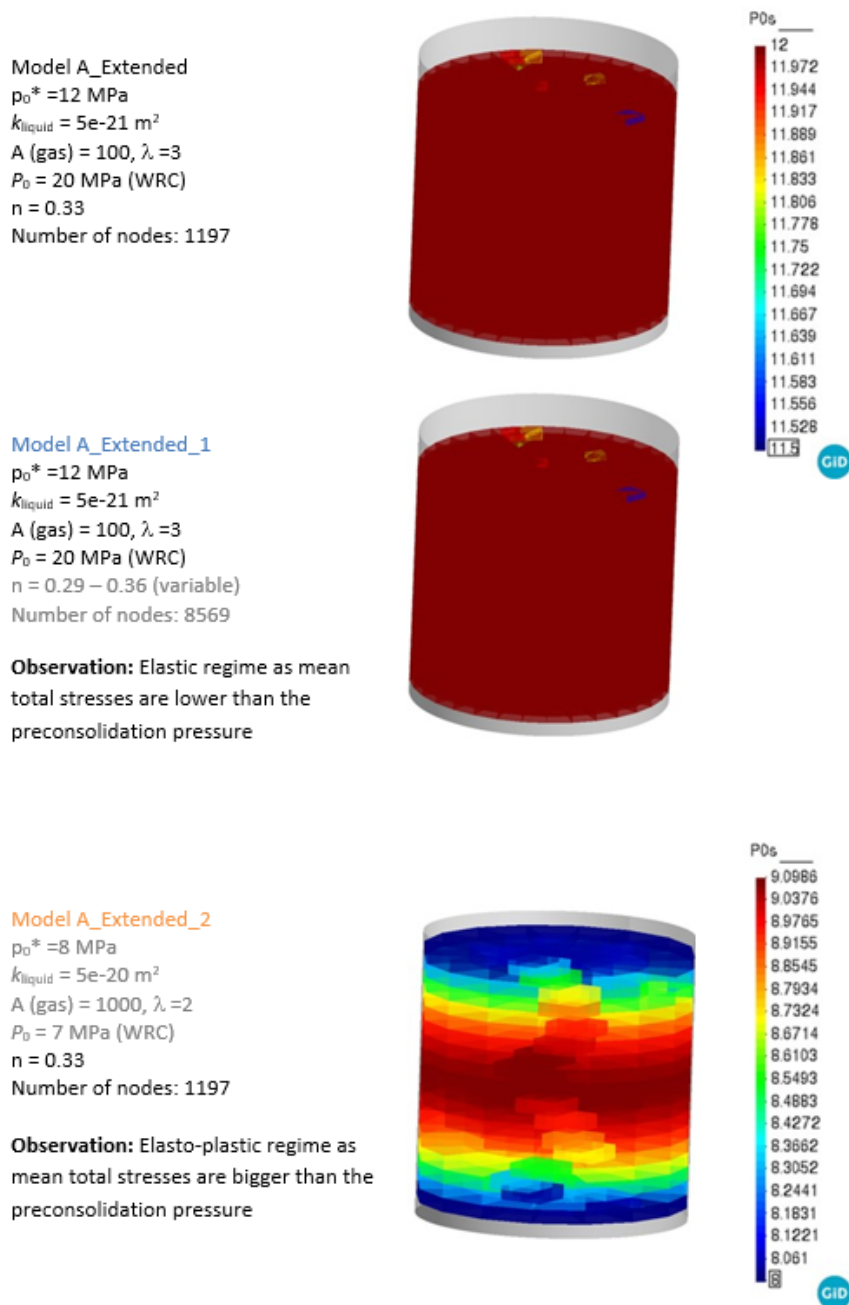 Model A_Extended
p₀* =12 MPa
k_liquid = 5e-21 m²
A (gas) = 100, λ =3
P₀ = 20 MPa (WRC)
n = 0.33
Number of nodes: 1197
P0s
12
11.972
11.944
11.917
11.889
11.861
11.833
11.806
11.778
11.75
11.722
11.694
11.667
11.639
11.611
11.583
11.556
11.528
11.5
GiD
Model A_Extended_1
p₀* =12 MPa
k_liquid = 5e-21 m²
A (gas) = 100, λ =3
P₀ = 20 MPa (WRC)
n = 0.29 – 0.36 (variable)
Number of nodes: 8569
Observation: Elastic regime as mean
total stresses are lower than the
preconsolidation pressure
Model A_Extended_2
p₀* =8 MPa
k_liquid = 5e-20 m²
A (gas) = 1000, λ =2
P₀ = 7 MPa (WRC)
n = 0.33
Number of nodes: 1197
Observation: Elasto-plastic regime as
mean total stresses are bigger than the
preconsolidation pressure
P0s
9.0986
9.0376
8.9765
8.9155
8.8545
8.7934
8.7324
8.6714
8.6103
8.5493
8.4883
8.4272
8.3662
8.3052
8.2441
8.1831
8.1221
8.061
8
GiD